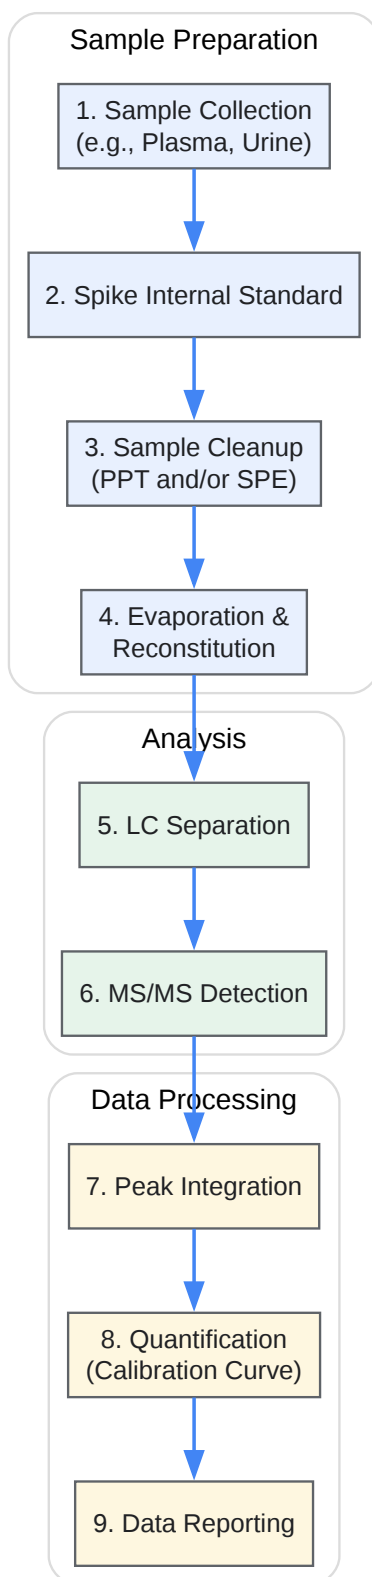 Sample Preparation
1. Sample Collection
(e.g., Plasma, Urine)
2. Spike Internal Standard
3. Sample Cleanup
(PPT and/or SPE)
4. Evaporation &
Reconstitution
Analysis
5. LC Separation
6. MS/MS Detection
Data Processing
7. Peak Integration
8. Quantification
(Calibration Curve)
9. Data Reporting